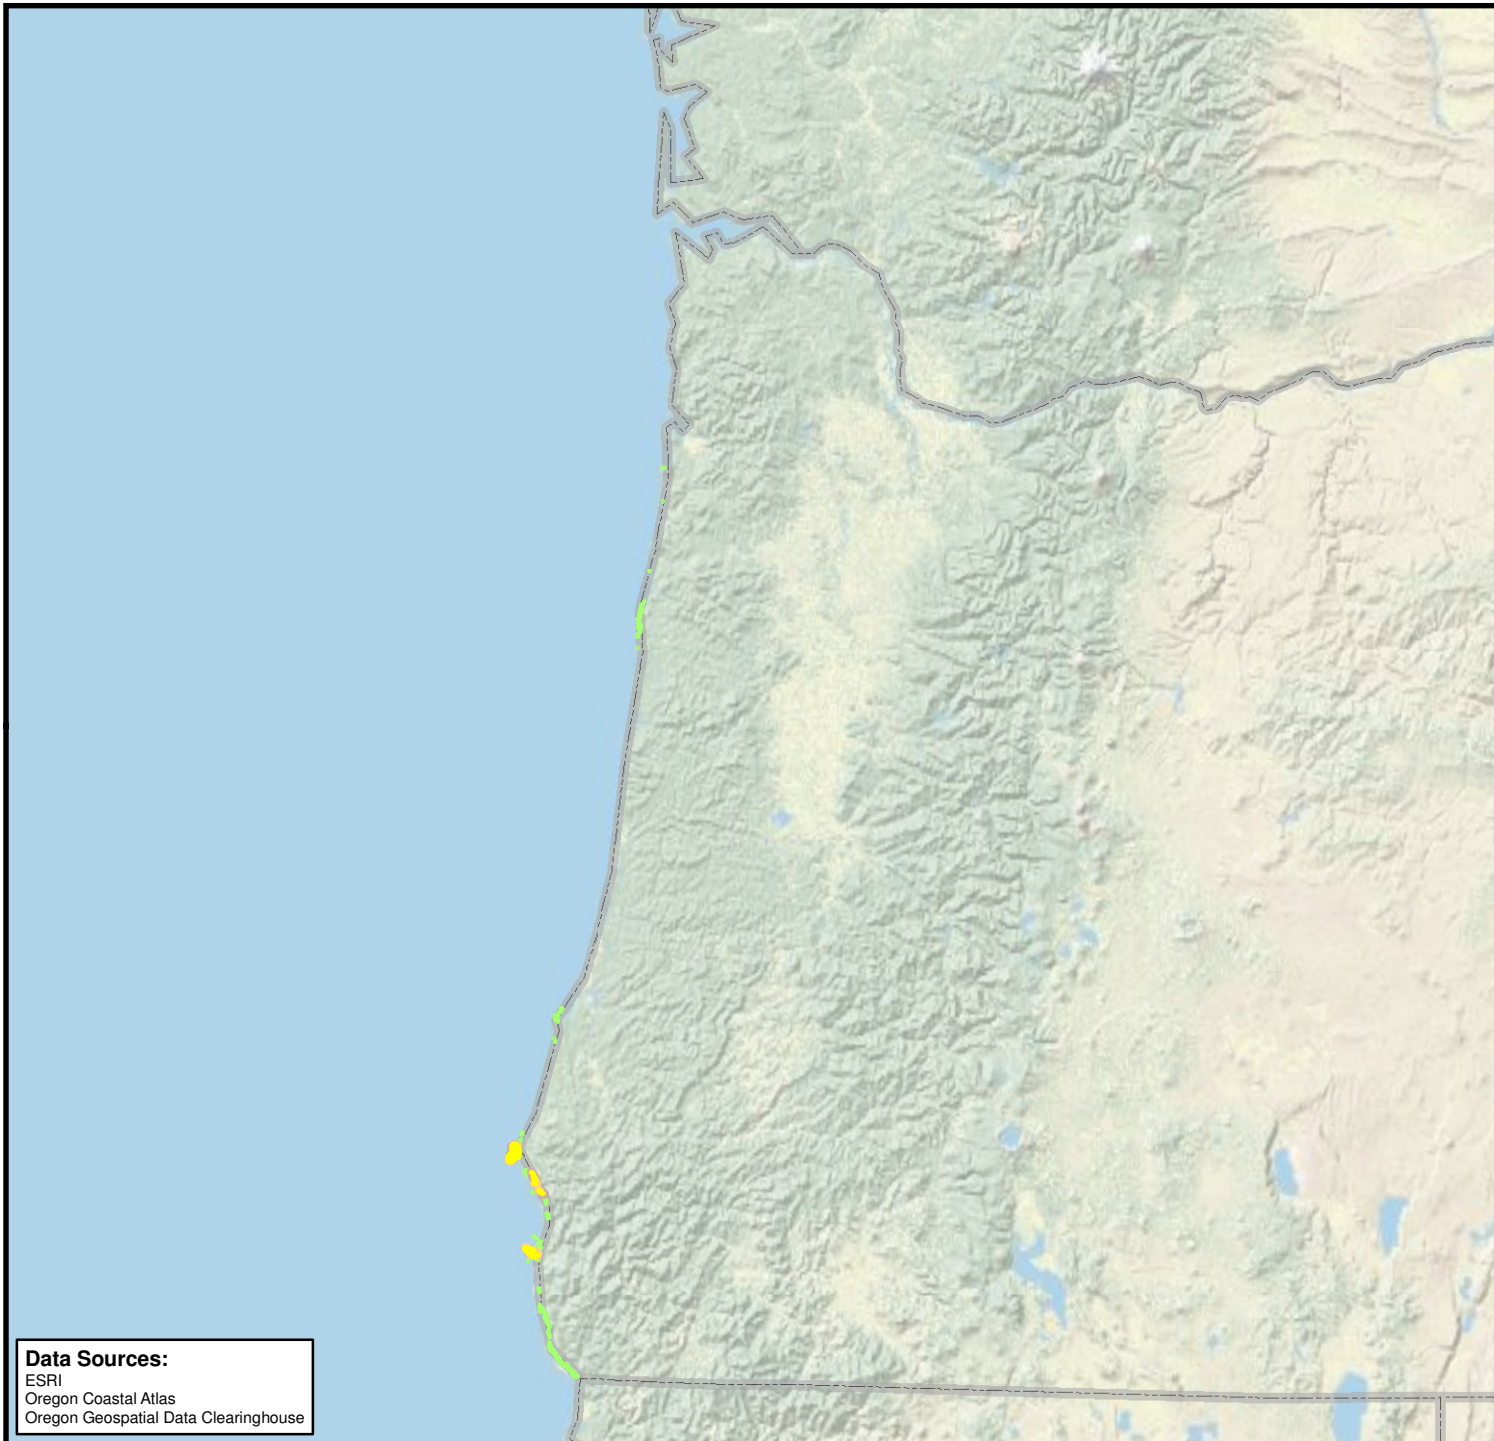 Data Sources:
ESRI
Oregon Coastal Atlas
Oregon Geospatial Data Clearinghouse